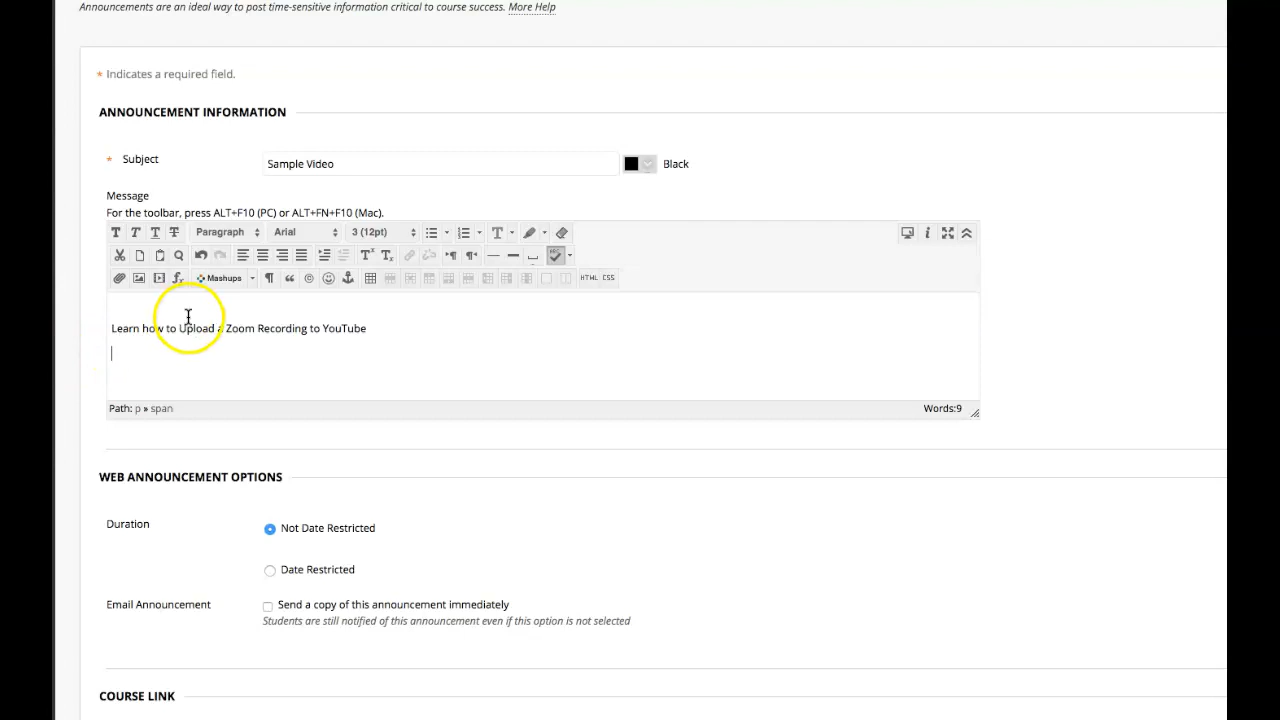 Announcements are an ideal way to post time-sensitive information critical to course success. More Help
* Indicates a required field.
ANNOUNCEMENT INFORMATION
* Subject
Sample Video
Black
Message
For the toolbar, press ALT+F10 (PC) or ALT+FN+F10 (Mac).
T T T T Paragraph Arial 3 (12pt) T
Mashups HTML CSS
Learn how to Upload a Zoom Recording to YouTube
Path: p » span Words:9
WEB ANNOUNCEMENT OPTIONS
Duration
Not Date Restricted
Date Restricted
Email Announcement
Send a copy of this announcement immediately
Students are still notified of this announcement even if this option is not selected
COURSE LINK